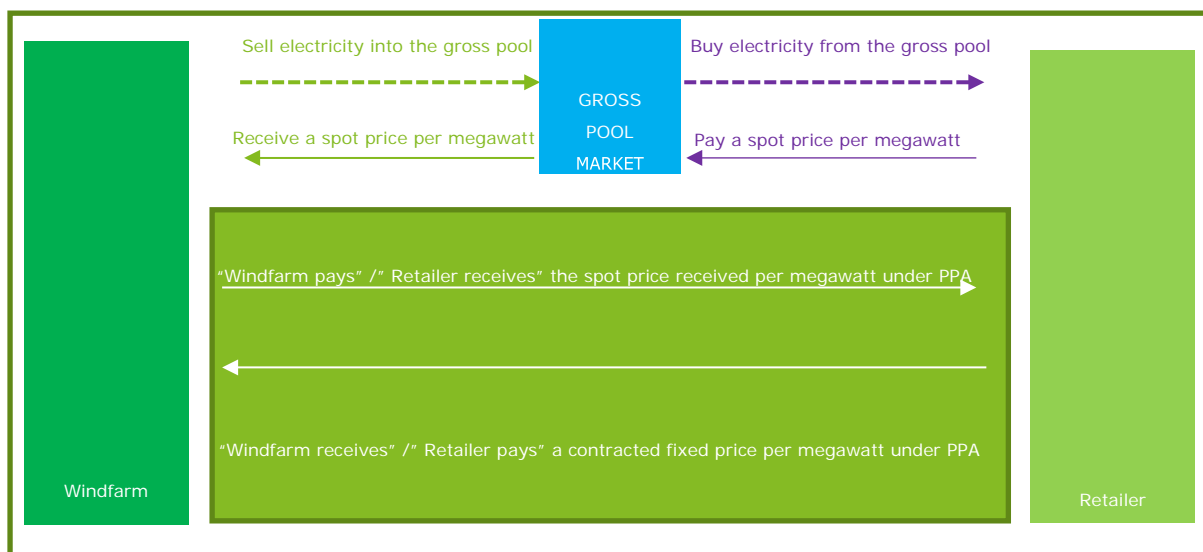 Sell electricity into the gross pool
Buy electricity from the gross pool
GROSS
POOL
MARKET
Receive a spot price per megawatt
Pay a spot price per megawatt
“Windfarm pays” /” Retailer receives” the spot price received per megawatt under PPA
“Windfarm receives” /” Retailer pays” a contracted fixed price per megawatt under PPA
Windfarm
Retailer